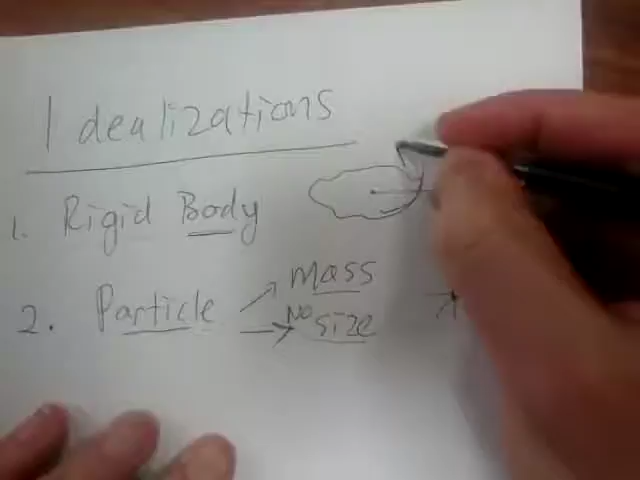 Idealizations
1. Rigid Body
2. Particle
mass
No size